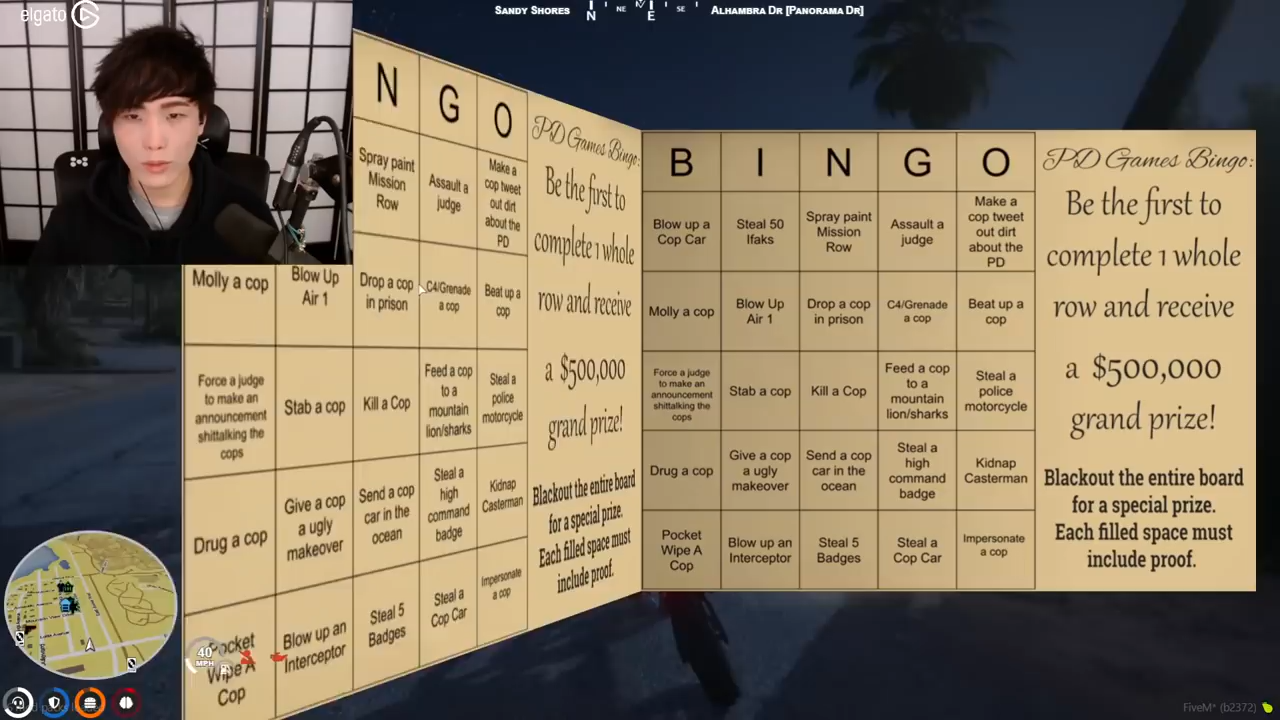 elgato
SANDY SHORES
N
NE
E
SE
ALHAMBRA DR [PANORAMA DR]
N G O
Spray paint
Mission
Row
Assault a
judge
Make a
cop tweet
out dirt
about the
PD
Molly a cop
Blow Up
Air 1
Drop a cop
in prison
C4/Grenade
a cop
Beat up a
cop
Force a judge
to make an
announcement
shittalking the
cops
Stab a cop
Kill a Cop
Feed a cop
to a
mountain
lion/sharks
Steal a
police
motorcycle
Drug a cop
Give a cop
a ugly
makeover
Send a cop
car in the
ocean
Steal a
high
command
badge
Kidnap
Casterman
Pocket
Wipe A
Cop
Blow up an
Interceptor
Steal 5
Badges
Steal a
Cop Car
Impersonate
a cop
PD Games Bingo:
Be the first to
complete 1 whole
row and receive
a $500,000
grand prize!
Blackout the entire board
for a special prize.
Each filled space must
include proof.
B I N G O
Blow up a
Cop Car
Steal 50
Ifaks
Spray paint
Mission
Row
Assault a
judge
Make a
cop tweet
out dirt
about the
PD
Molly a cop
Blow Up
Air 1
Drop a cop
in prison
C4/Grenade
a cop
Beat up a
cop
Force a judge
to make an
announcement
shittalking the
cops
Stab a cop
Kill a Cop
Feed a cop
to a
mountain
lion/sharks
Steal a
police
motorcycle
Drug a cop
Give a cop
a ugly
makeover
Send a cop
car in the
ocean
Steal a
high
command
badge
Kidnap
Casterman
Pocket
Wipe A
Cop
Blow up an
Interceptor
Steal 5
Badges
Steal a
Cop Car
Impersonate
a cop
PD Games Bingo:
Be the first to
complete 1 whole
row and receive
a $500,000
grand prize!
Blackout the entire board
for a special prize.
Each filled space must
include proof.
40
MPH
FiveM* (b2372)